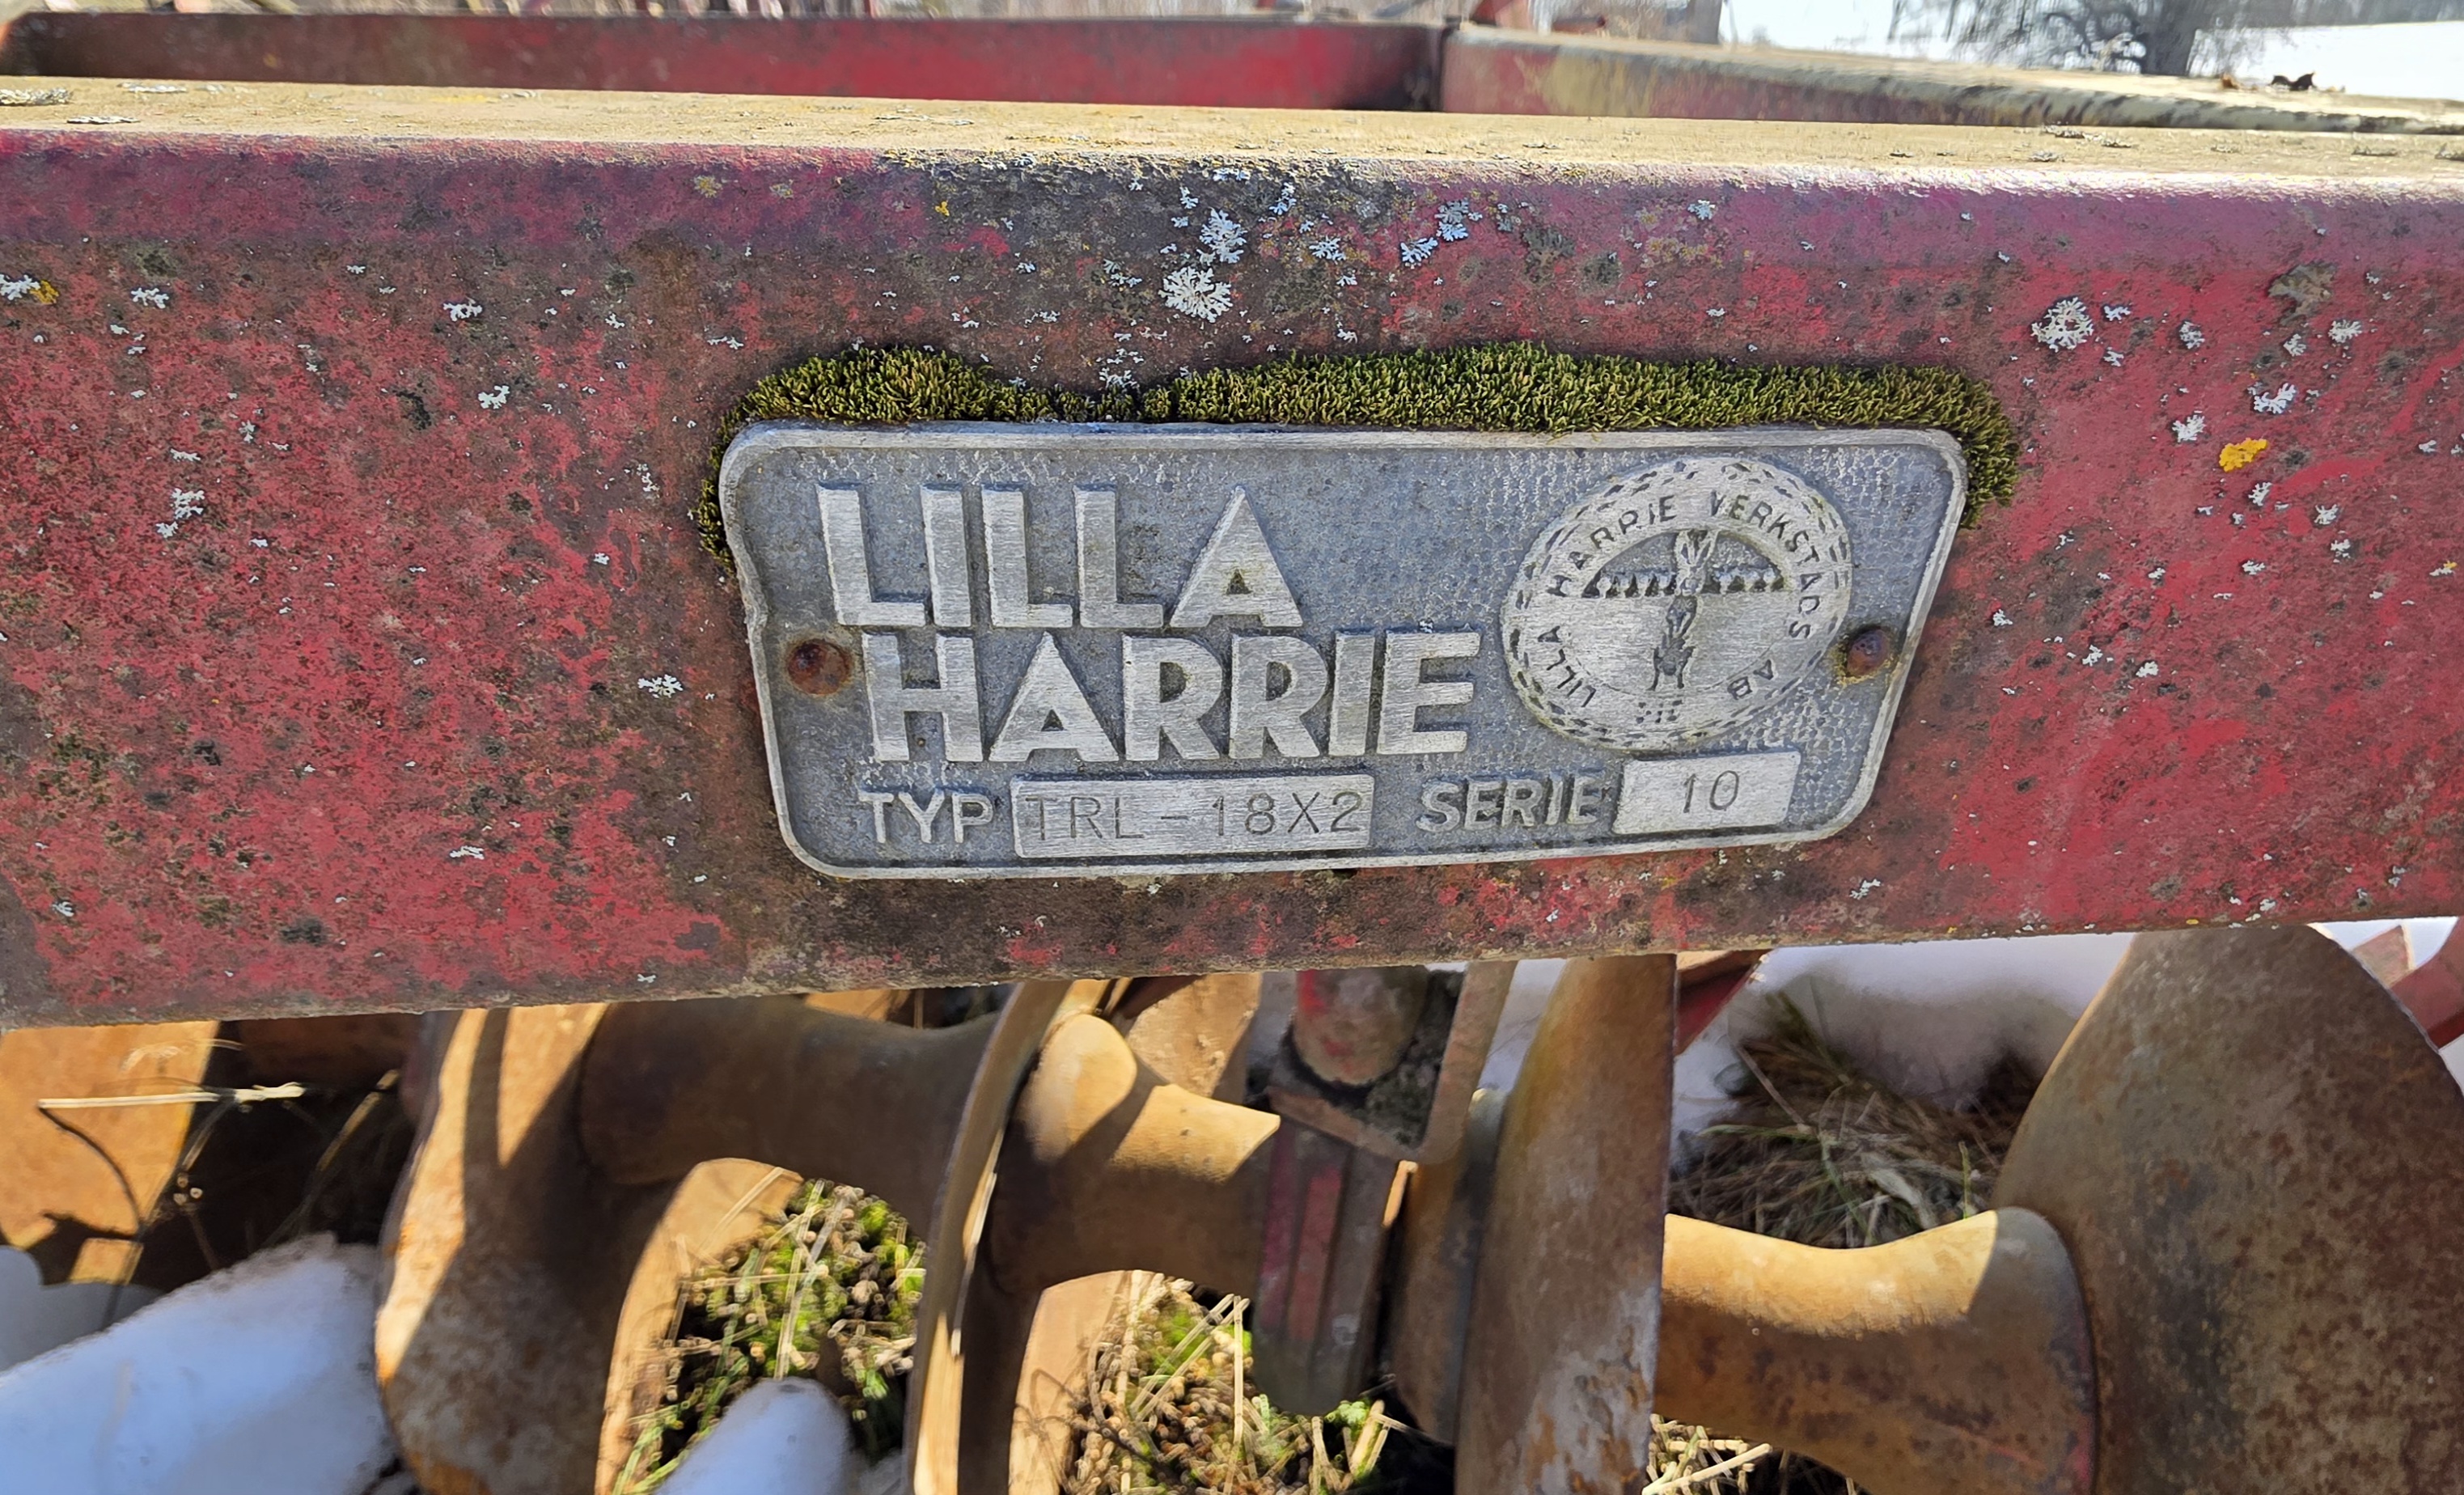 LILLA
HARRIE
LILLA HARRIE VERKSTADS AB
TYP TRL-18X2 SERIE 10